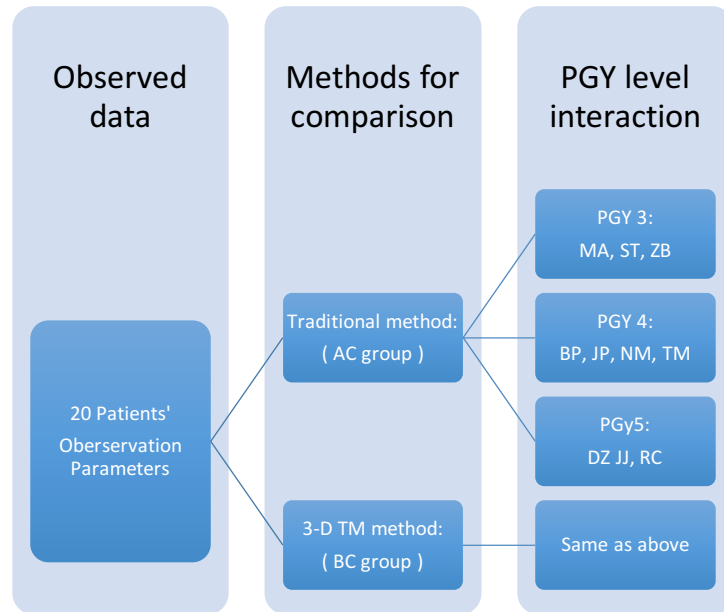 Observed
data
Methods for
comparison
PGY level
interaction
20 Patients'
Oberservation
Parameters
Traditional method:
( AC group )
3-D TM method:
( BC group )
PGY 3:
MA, ST, ZB
PGY 4:
BP, JP, NM, TM
PGy5:
DZ JJ, RC
Same as above